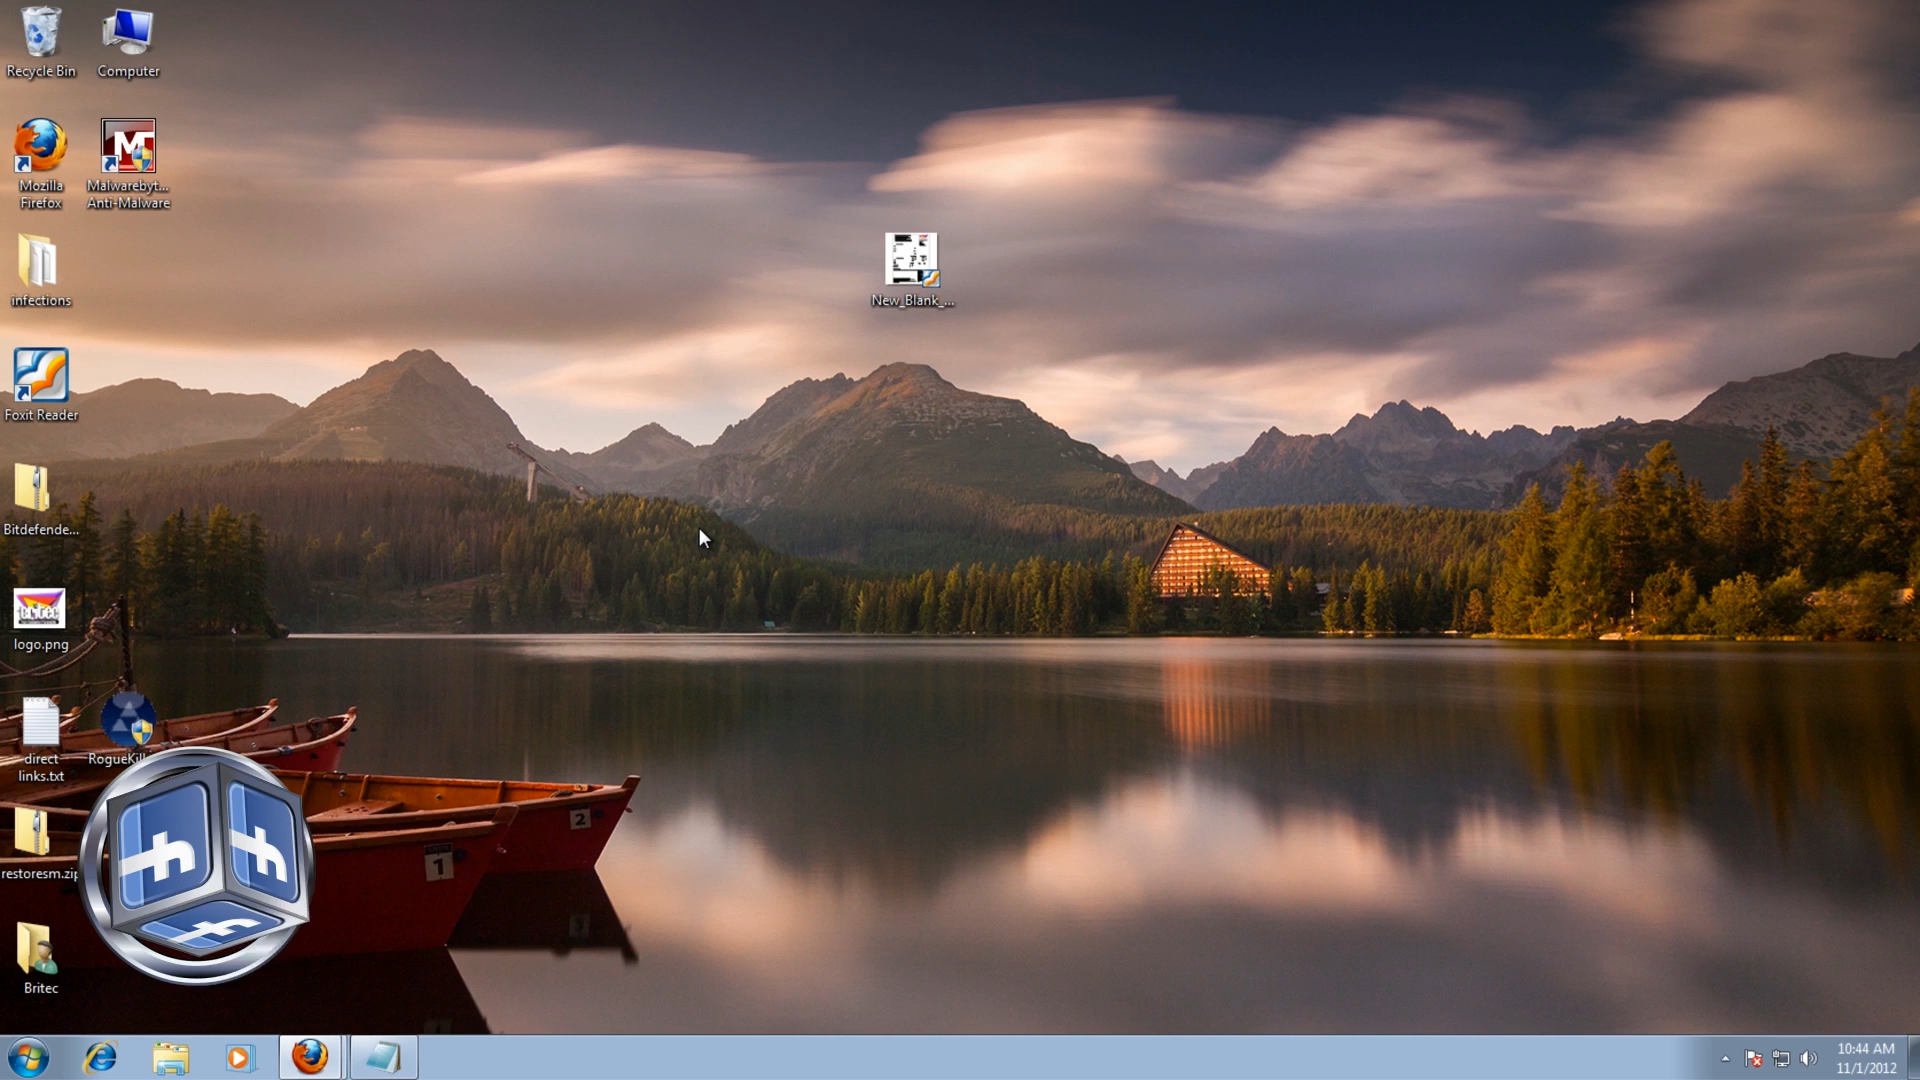 Recycle Bin
Computer
Mozilla
Firefox
Malwarebyt...
Anti-Malware
New_Blank_...
infections
Foxit Reader
Bitdefende...
logo.png
direct
links.txt
RogueKill
restoresm.zip
2
1
Britec
10:44 AM
11/1/2012